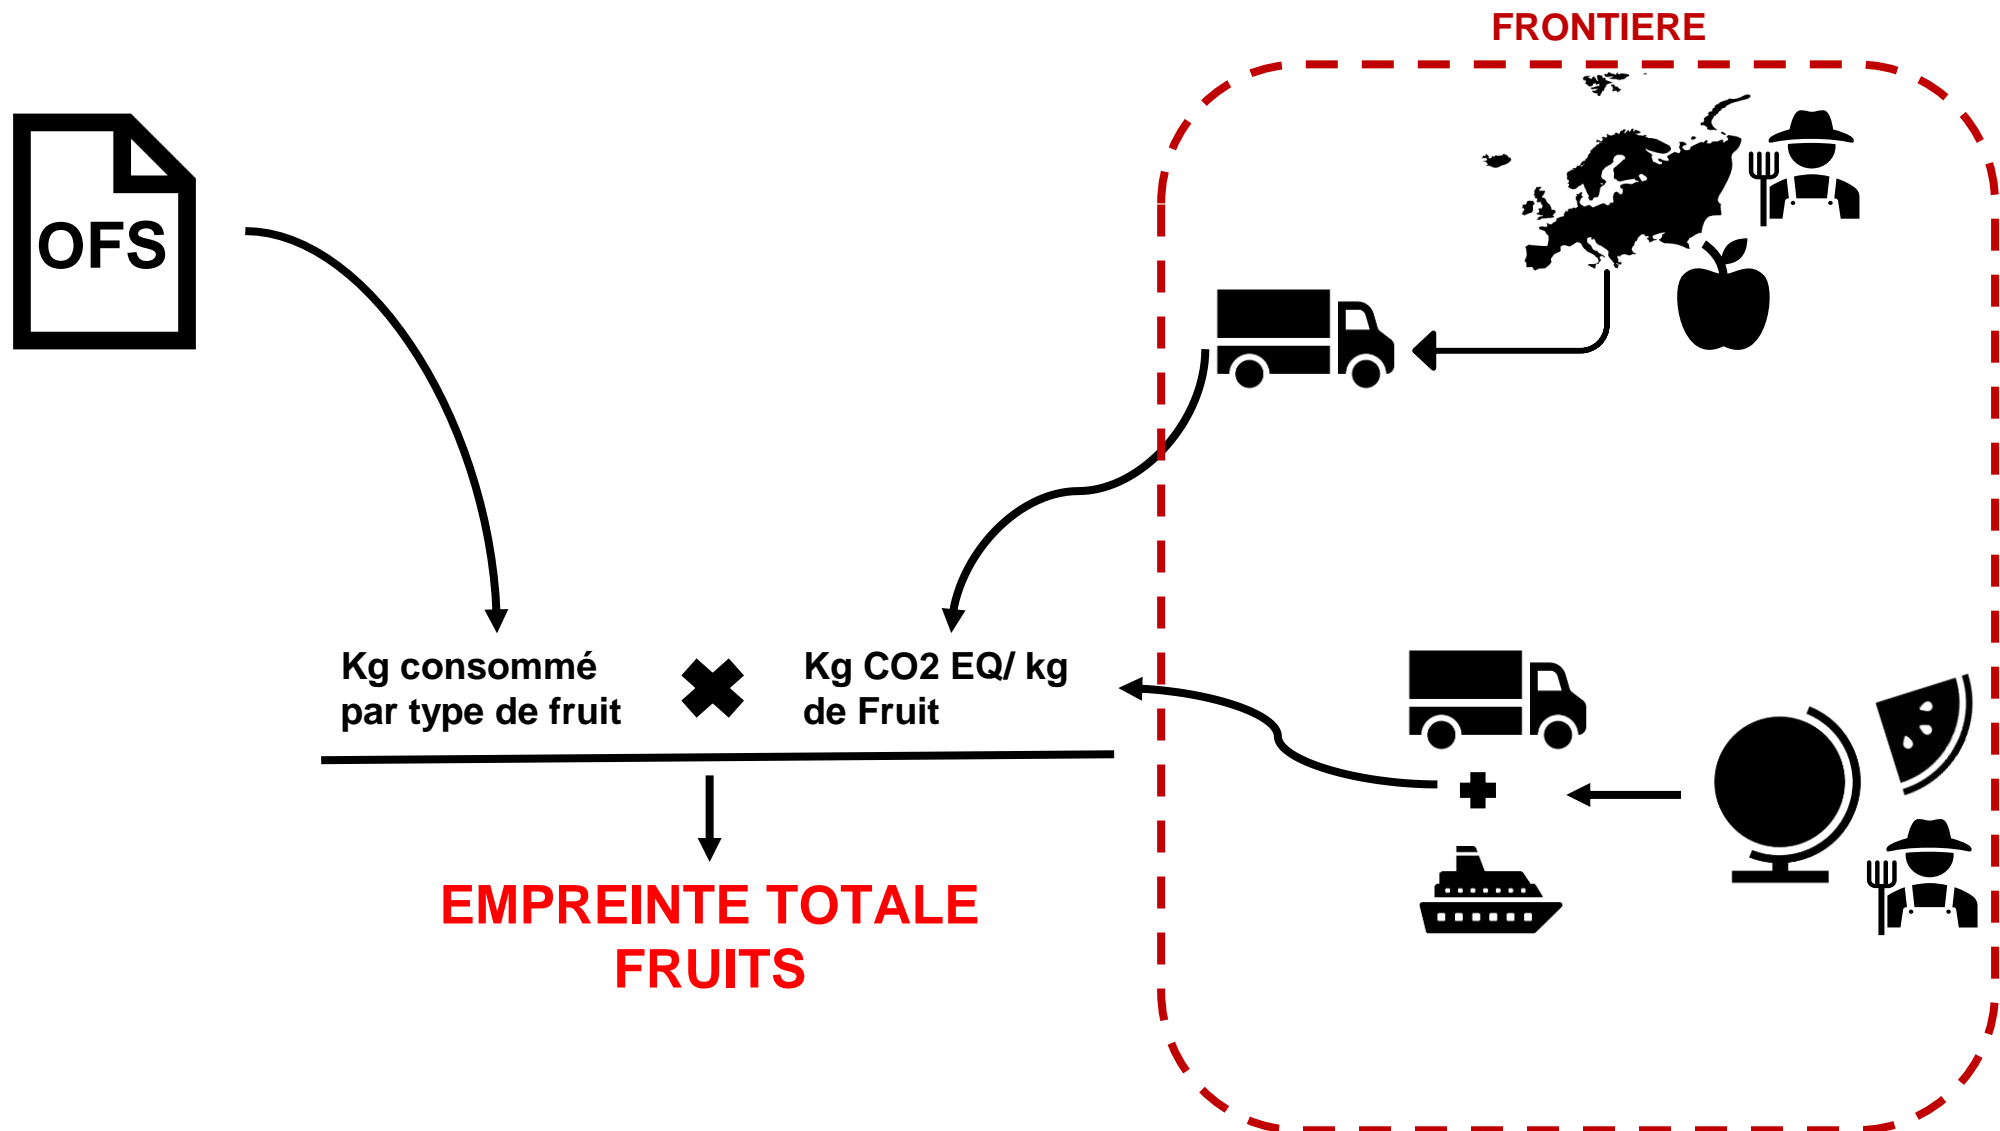 FRONTIERE
OFS
Kg consommé
par type de fruit
Kg CO2 EQ/ kg
de Fruit
EMPREINTE TOTALE
FRUITS